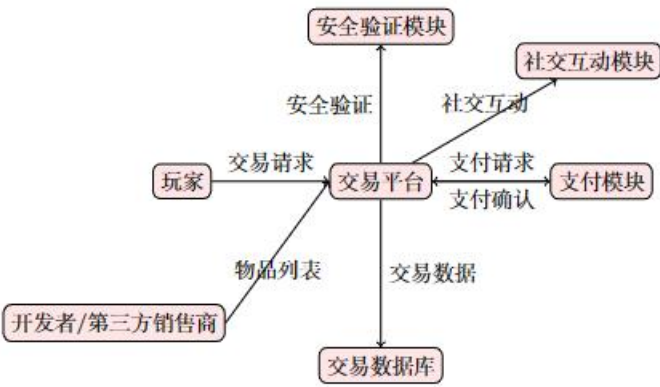 安全验证模块
社交互动模块
安全验证
社交互动
交易请求
支付请求
玩家
交易平台
支付模块
支付确认
物品列表
交易数据
开发者/第三方销售商
交易数据库